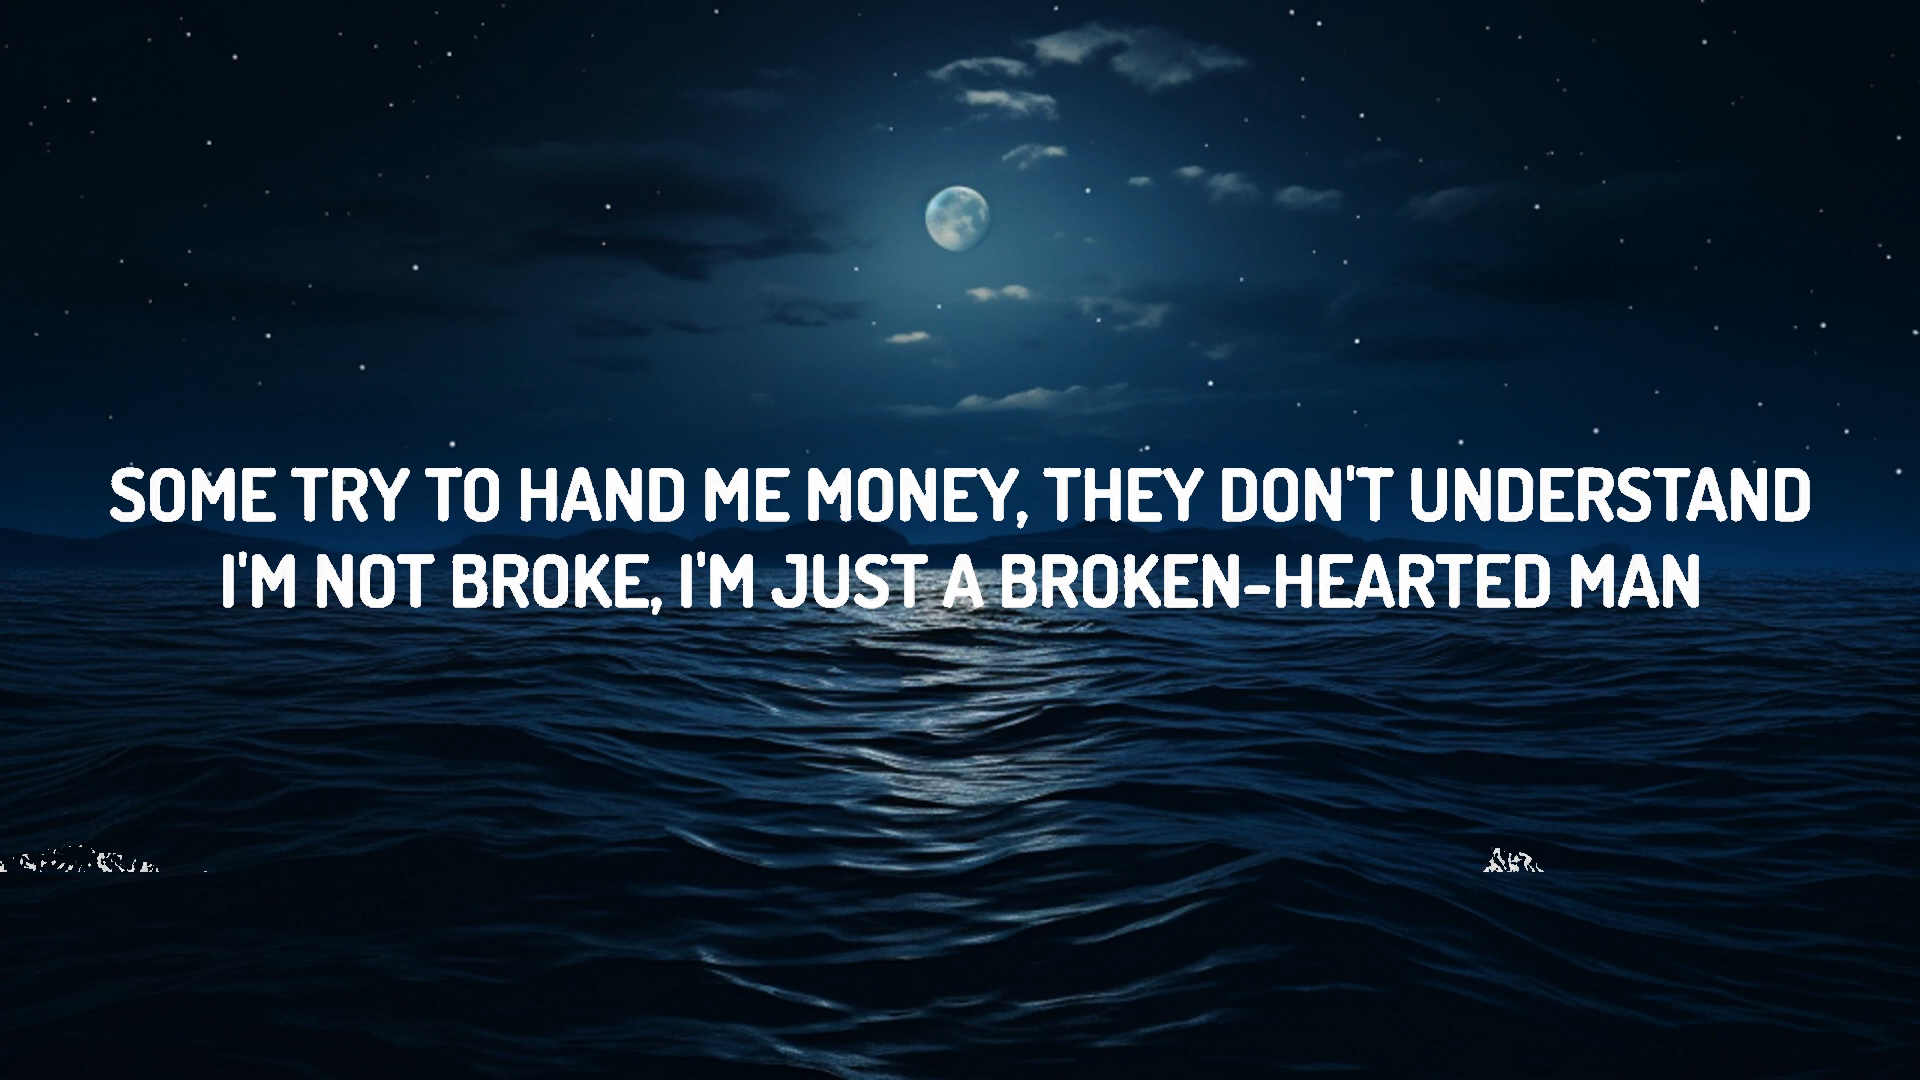 SOME TRY TO HAND ME MONEY, THEY DON'T UNDERSTAND
I'M NOT BROKE, I'M JUST A BROKEN-HEARTED MAN